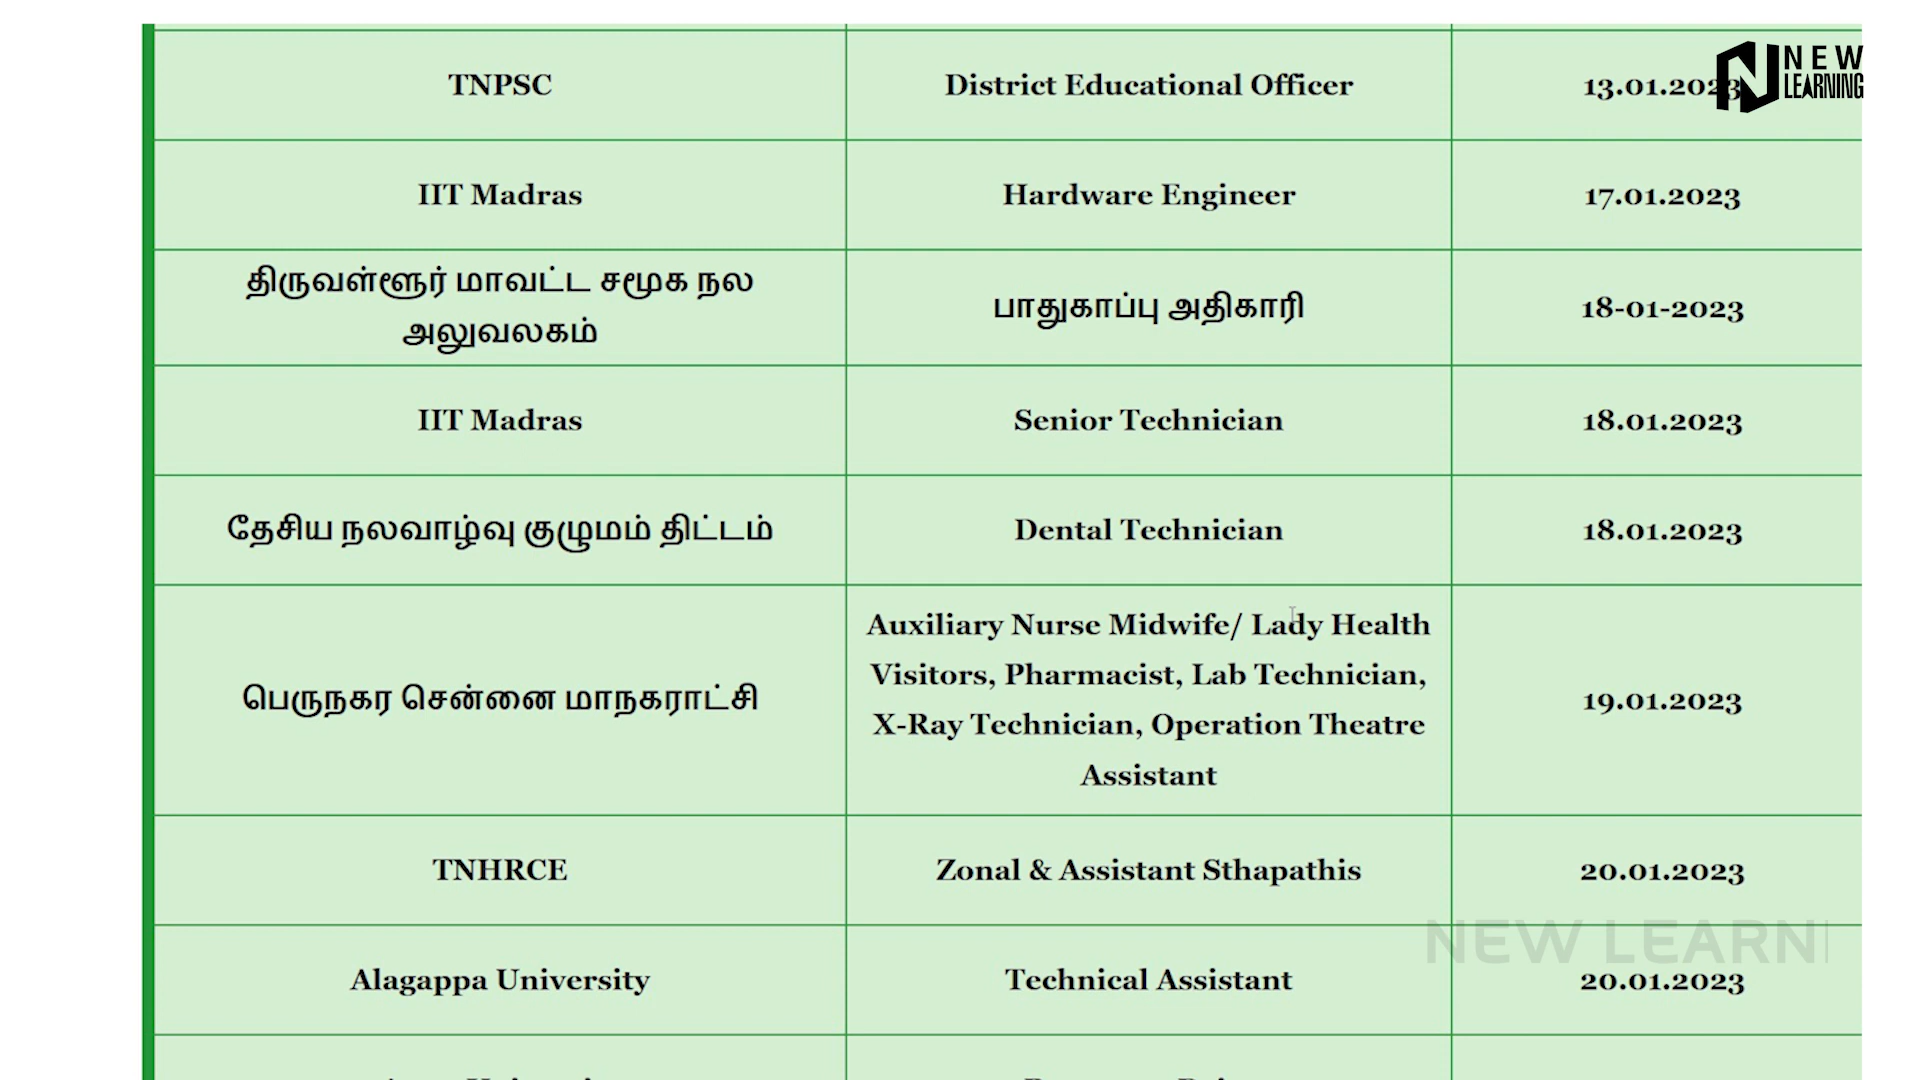 TNPSC
District Educational Officer
13.01.2023
NEW
LEARNING
IIT Madras
Hardware Engineer
17.01.2023
திருவள்ளூர் மாவட்ட சமூக நல
அலுவலகம்
பாதுகாப்பு அதிகாரி
18-01-2023
IIT Madras
Senior Technician
18.01.2023
தேசிய நலவாழ்வு குழுமம் திட்டம்
Dental Technician
18.01.2023
பெருநகர சென்னை மாநகராட்சி
Auxiliary Nurse Midwife/ Lady Health
Visitors, Pharmacist, Lab Technician,
X-Ray Technician, Operation Theatre
Assistant
19.01.2023
TNHRCE
Zonal & Assistant Sthapathis
20.01.2023
NEW LEARNI
Alagappa University
Technical Assistant
20.01.2023